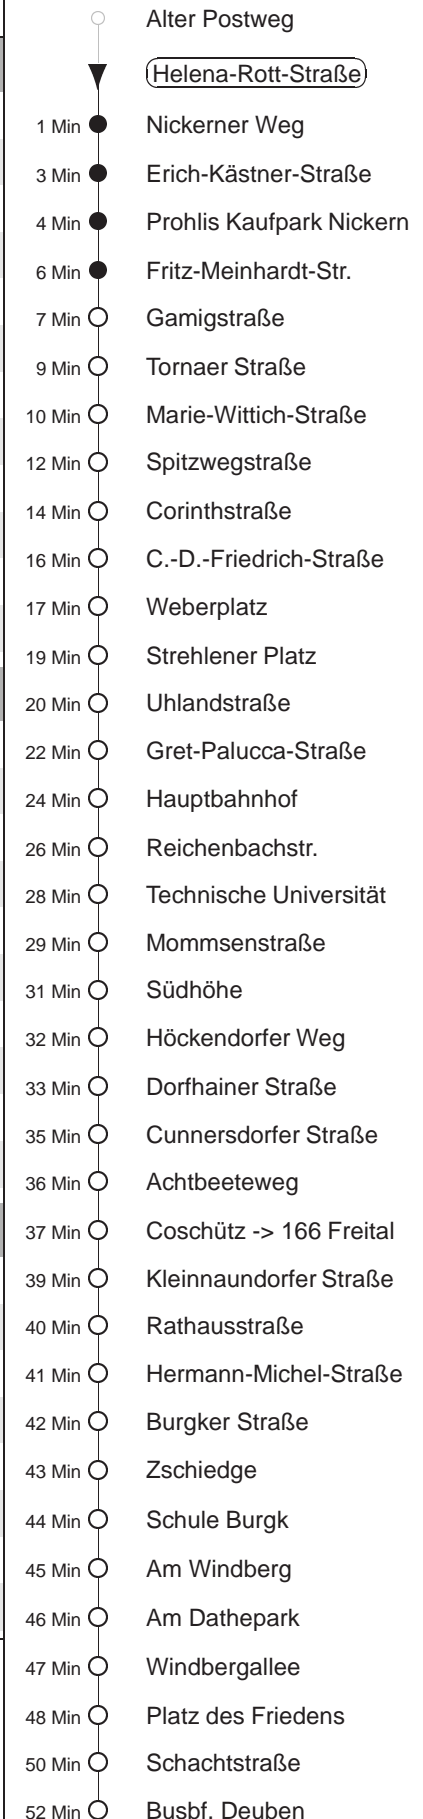 Alter Postweg
Helena-Rott-Straße
1 Min Nickerner Weg
3 Min Erich-Kästner-Straße
4 Min Prohlis Kaufpark Nickern
6 Min Fritz-Meinhardt-Str.
7 Min Gamigstraße
9 Min Tornaer Straße
10 Min Marie-Wittich-Straße
12 Min Spitzwegstraße
14 Min Corinthstraße
16 Min C.-D.-Friedrich-Straße
17 Min Weberplatz
19 Min Strehlener Platz
20 Min Uhlandstraße
22 Min Gret-Palucca-Straße
24 Min Hauptbahnhof
26 Min Reichenbachstr.
28 Min Technische Universität
29 Min Mommsenstraße
31 Min Südhöhe
32 Min Höckendorfer Weg
33 Min Dorfhainer Straße
35 Min Cunnersdorfer Straße
36 Min Achtbeeteweg
37 Min Coschütz -> 166 Freital
39 Min Kleinnaundorfer Straße
40 Min Rathausstraße
41 Min Hermann-Michel-Straße
42 Min Burgker Straße
43 Min Zschiedge
44 Min Schule Burgk
45 Min Am Windberg
46 Min Am Dathepark
47 Min Windbergallee
48 Min Platz des Friedens
50 Min Schachtstraße
52 Min Busbf. Deuben